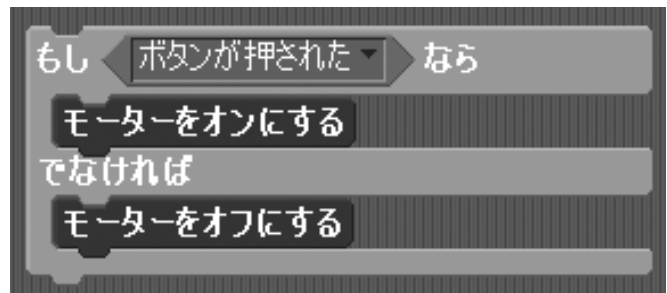 もし ボタンが押された なら
モーターをオンにする
でなければ
モーターをオフにする